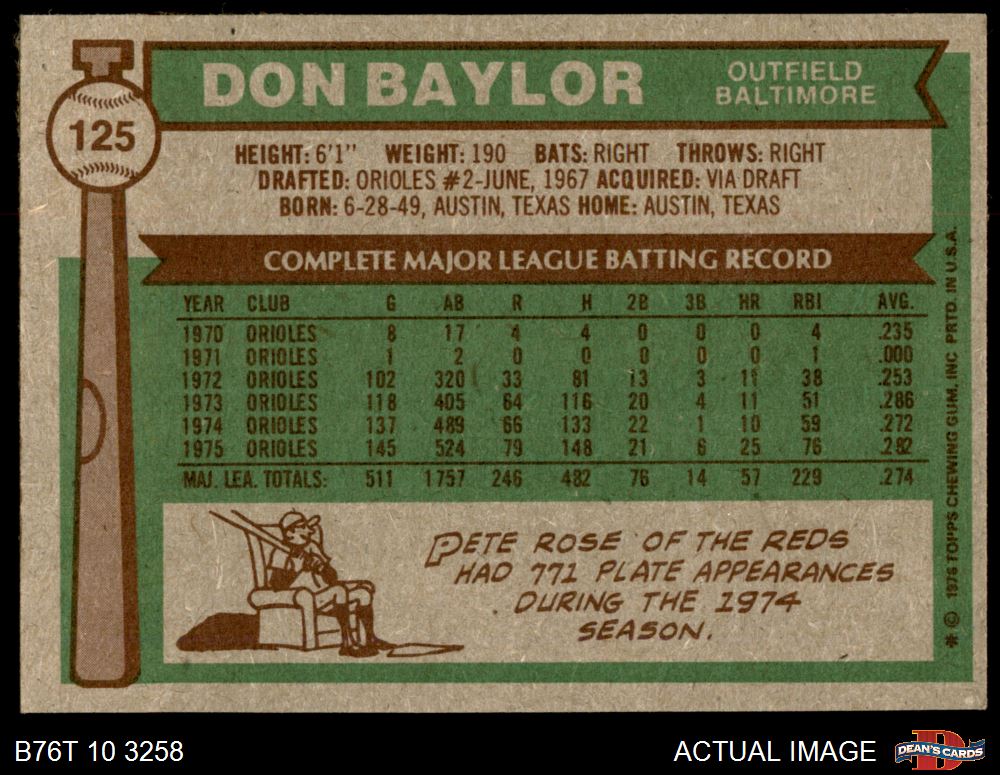 DON BAYLOR
OUTFIELD
BALTIMORE
125
HEIGHT: 6'1" WEIGHT: 190 BATS: RIGHT THROWS: RIGHT
DRAFTED: ORIOLES #2-JUNE, 1967 ACQUIRED: VIA DRAFT
BORN: 6-28-49, AUSTIN, TEXAS HOME: AUSTIN, TEXAS
COMPLETE MAJOR LEAGUE BATTING RECORD
YEAR CLUB G AB R H 2B 3B HR RBI AVG.
1970 ORIOLES 8 17 4 4 0 0 0 4 .235
1971 ORIOLES 1 2 0 0 0 0 0 1 .000
1972 ORIOLES 102 320 33 81 13 3 11 38 .253
1973 ORIOLES 118 405 64 116 20 4 11 51 .286
1974 ORIOLES 137 489 66 133 22 1 10 59 .272
1975 ORIOLES 145 524 79 148 21 6 25 76 .282
MAJ. LEA. TOTALS: 511 1757 246 482 76 14 57 229 .274
PETE ROSE OF THE REDS
HAD 771 PLATE APPEARANCES
DURING THE 1974
SEASON.
* © 1976 TOPPS CHEWING GUM, INC PRTD. IN U.S.A.
B76T 10 3258
ACTUAL IMAGE
DEAN'S CARDS